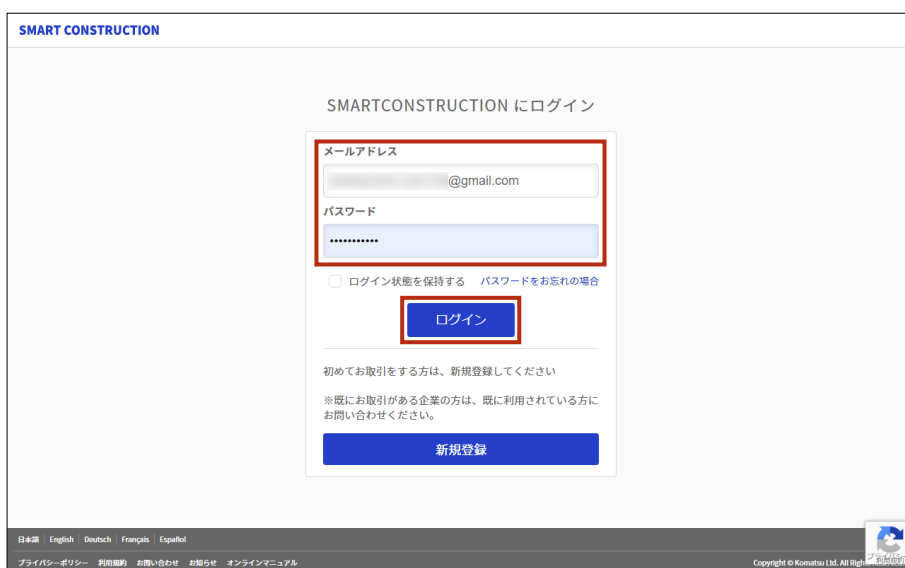 SMART CONSTRUCTION
SMARTCONSTRUCTION にログイン
メールアドレス
@gmail.com
パスワード
•••••••••••
ログイン状態を保持する パスワードをお忘れの場合
ログイン
初めてお取引をする方は、新規登録してください
※既にお取引がある企業の方は、既に利用されている方に
お問い合わせください。
新規登録
日本語 English Deutsch Français Español
プライバシーポリシー 利用規約 お問い合わせ お知らせ オンラインマニュアル
Copyright © Komatsu Ltd. All